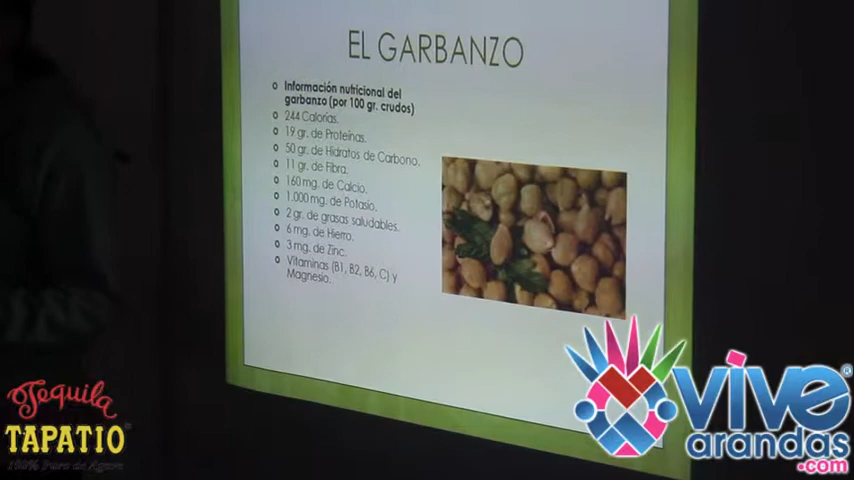 EL GARBANZO
Información nutricional del
garbanzo (por 100 gr. crudos)
244 Calorías.
19 gr. de Proteínas.
50 gr. de Hidratos de Carbono.
11 gr. de Fibra.
160 mg. de Calcio.
1.000 mg. de Potasio.
2 gr. de grasas saludables.
6 mg. de Hierro.
3 mg. de Zinc.
Vitaminas (B1, B2, B6, C) y
Magnesio.
Tequila
TAPATIO®
100% Puro de Agave
vive®
arandas
.com